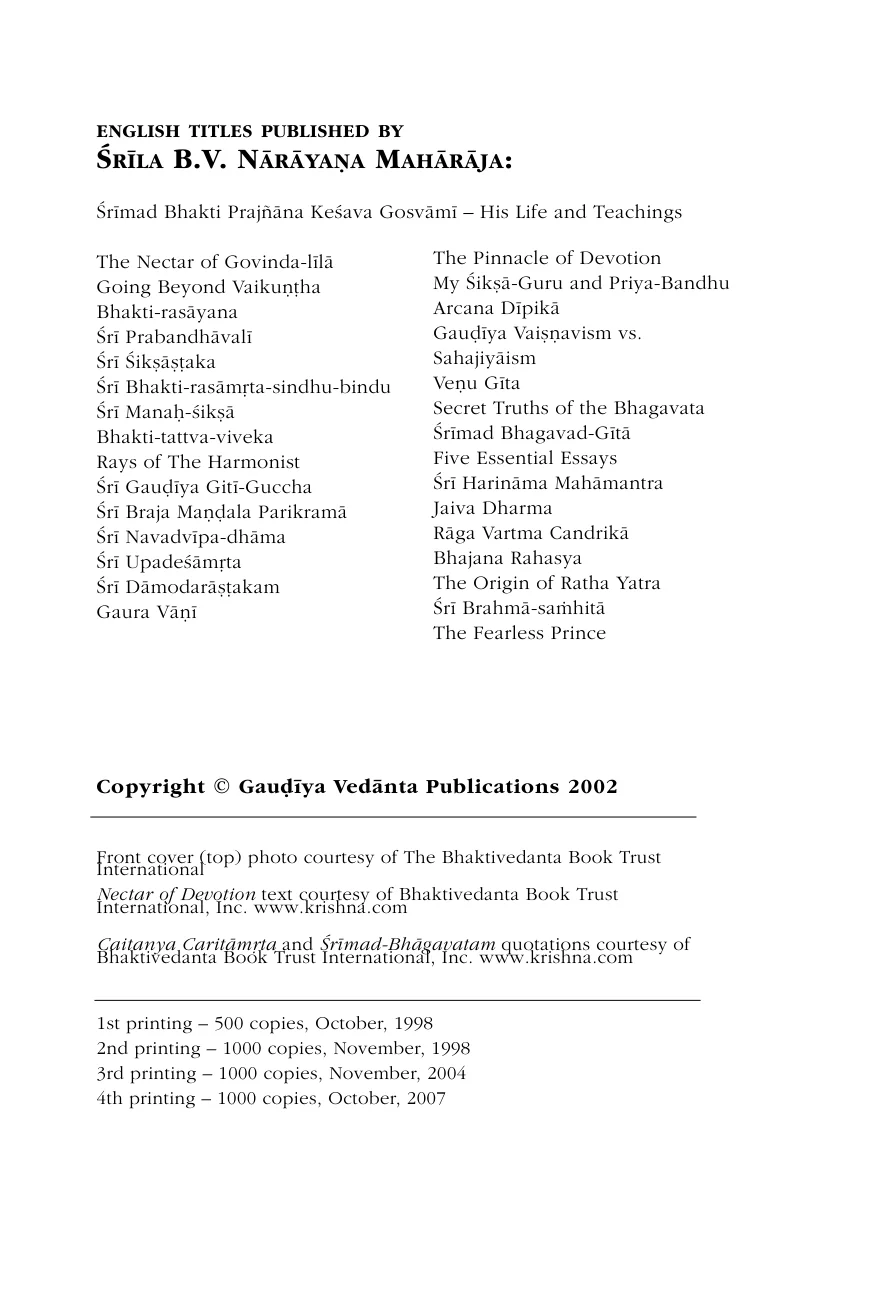 ENGLISH TITLES PUBLISHED BY
ŚRĪLA B.V. NĀRĀYAṆA MAHĀRĀJA:
Śrīmad Bhakti Prajñāna Keśava Gosvāmī – His Life and Teachings
The Nectar of Govinda-līlā
Going Beyond Vaikuṇṭha
Bhakti-rasāyana
Śrī Prabandhāvalī
Śrī Śikṣāṣṭaka
Śrī Bhakti-rasāmṛta-sindhu-bindu
Śrī Manaḥ-śikṣā
Bhakti-tattva-viveka
Rays of The Harmonist
Śrī Gauḍīya Gitī-Guccha
Śrī Braja Maṇḍala Parikramā
Śrī Navadvīpa-dhāma
Śrī Upadeśāmṛta
Śrī Dāmodarāṣṭakam
Gaura Vāṇī
The Pinnacle of Devotion
My Śikṣā-Guru and Priya-Bandhu
Arcana Dīpikā
Gauḍīya Vaiṣṇavism vs.
Sahajiyāism
Veṇu Gīta
Secret Truths of the Bhagavata
Śrīmad Bhagavad-Gītā
Five Essential Essays
Śrī Harināma Mahāmantra
Jaiva Dharma
Rāga Vartma Candrikā
Bhajana Rahasya
The Origin of Ratha Yatra
Śrī Brahmā-saṁhitā
The Fearless Prince
Copyright © Gauḍīya Vedānta Publications 2002
Front cover (top) photo courtesy of The Bhaktivedanta Book Trust
International
Nectar of Devotion text courtesy of Bhaktivedanta Book Trust
International, Inc. www.krishna.com
Caitanya Caritāmṛta and Śrīmad-Bhāgavatam quotations courtesy of
Bhaktivedanta Book Trust International, Inc. www.krishna.com
1st printing – 500 copies, October, 1998
2nd printing – 1000 copies, November, 1998
3rd printing – 1000 copies, November, 2004
4th printing – 1000 copies, October, 2007